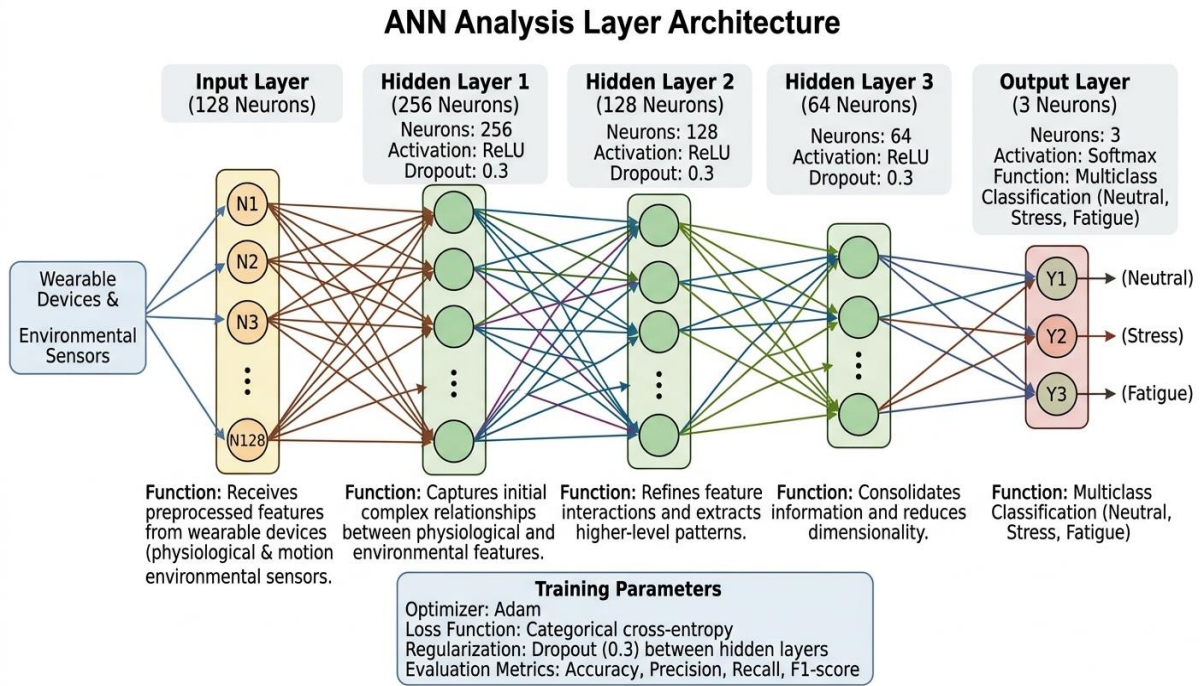 ANN Analysis Layer Architecture
Input Layer
(128 Neurons)
Hidden Layer 1
(256 Neurons)
Neurons: 256
Activation: ReLU
Dropout: 0.3
Hidden Layer 2
(128 Neurons)
Neurons: 128
Activation: ReLU
Dropout: 0.3
Hidden Layer 3
(64 Neurons)
Neurons: 64
Activation: ReLU
Dropout: 0.3
Output Layer
(3 Neurons)
Neurons: 3
Activation: Softmax
Function: Multiclass
Classification (Neutral,
Stress, Fatigue)
Wearable
Devices &
Environmental
Sensors
N1
N2
N3
N128
Y1
Y2
Y3
(Neutral)
(Stress)
(Fatigue)
Function: Receives
preprocessed features
from wearable devices
(physiological & motion
environmental sensors.
Function: Captures initial
complex relationships
between physiological and
environmental features.
Function: Refines feature
interactions and extracts
higher-level patterns.
Function: Consolidates
information and reduces
dimensionality.
Function: Multiclass
Classification (Neutral,
Stress, Fatigue)
Training Parameters
Optimizer: Adam
Loss Function: Categorical cross-entropy
Regularization: Dropout (0.3) between hidden layers
Evaluation Metrics: Accuracy, Precision, Recall, F1-score